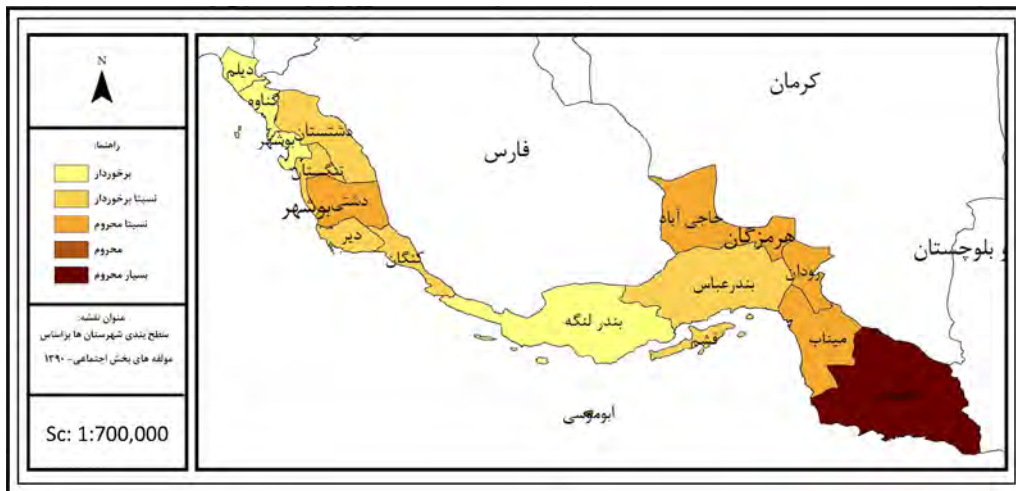 N
راهنما:
برخوردار
نسبتا برخوردار
نسبتا محروم
محروم
بسیار محروم
عنوان نقشه:
سطح بندی شهرستان ها براساس
مولفه های بخش اجتماعی- ۱۳۹۰
Sc: 1:700,000
دیلم
گناوه
دشتستان
بوشهر
تنگستان
دشتی
بوشهر
دیر
کنگان
فارس
کرمان
حاجی آباد
هرمزگان
و بلوچستان
رودان
بندرعباس
بندر لنگه
قشم
میناب
ابوموسی